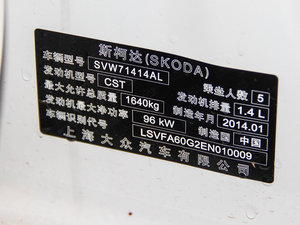 斯柯达(SKODA)
车辆型号 SVW71414AL 乘坐人数 5
发动机型号 CST 发动机排量 1.4 L
最大允许总质量 1640kg 制造年月 2014.01
发动机最大净功率 96 kW 制造国 中国
车辆识别代号 LSVFA60G2EN010009
上海大众汽车有限公司